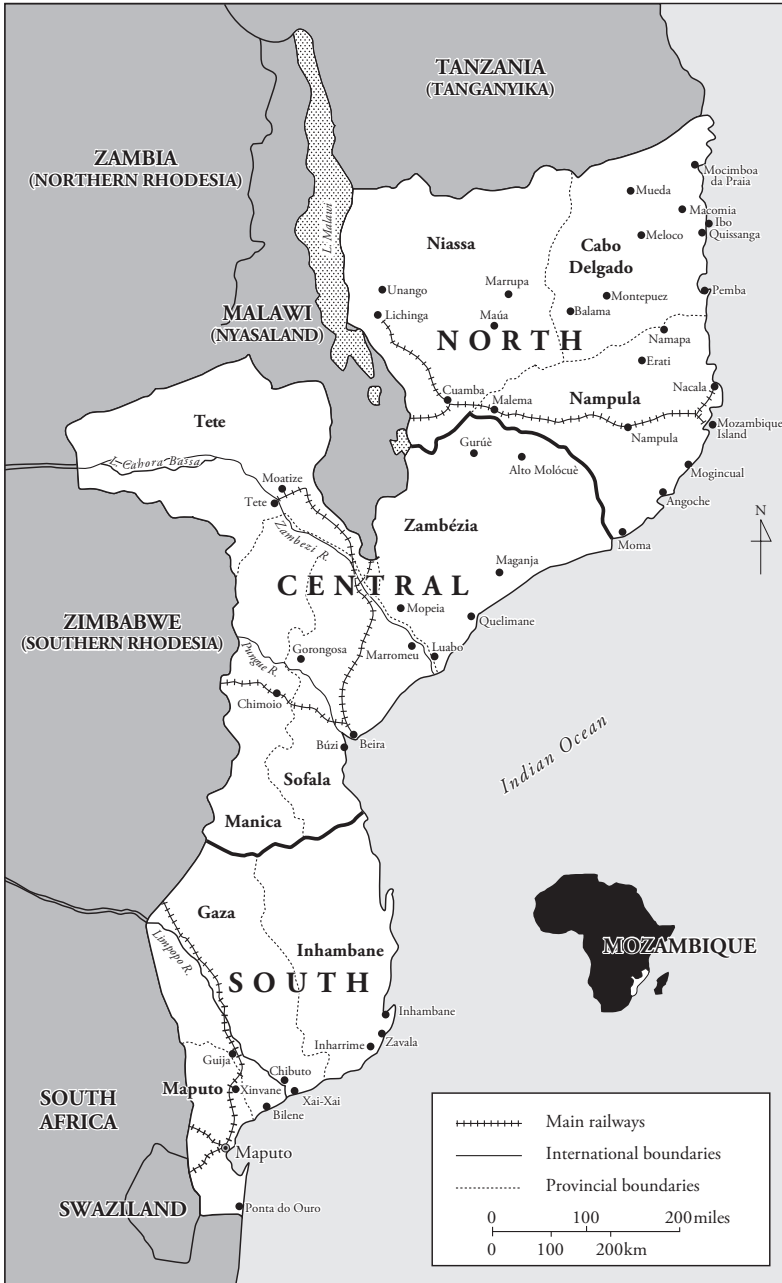 TANZANIA
(TANGANYIKA)
ZAMBIA
(NORTHERN RHODESIA)
L. Malawi
MALAWI
(NYASALAND)
Mocimboa
da Praia
Mueda
Macomia
Ibo
Quissanga
Meloco
Niassa
Cabo
Delgado
Unango
Marrupa
Montepuez
Pemba
Lichinga
Maúa
Balama
NORTH
Namapa
Erati
Cuamba
Malema
Nampula
Nacala
Nampula
Mozambique
Island
Tete
Gurúè
Alto Molócuè
Mogincual
L. Cahora Bassa
Moatize
Tete
Angoche
Zambezi R.
Zambézia
Moma
N
Maganja
CENTRAL
Mopeia
Quelimane
ZIMBABWE
(SOUTHERN RHODESIA)
Pungue R.
Gorongosa
Marromeu
Luabo
Chimoio
Búzi
Beira
Indian Ocean
Sofala
Manica
Gaza
Limpopo R.
Inhambane
MOZAMBIQUE
SOUTH
Inhambane
Zavala
Inharrime
Guija
Chibuto
Maputo
Xinvane
Xai-Xai
Bilene
SOUTH
AFRICA
Maputo
SWAZILAND
Ponta do Ouro
Main railways
International boundaries
Provincial boundaries
0 100 200 miles
0 100 200 km